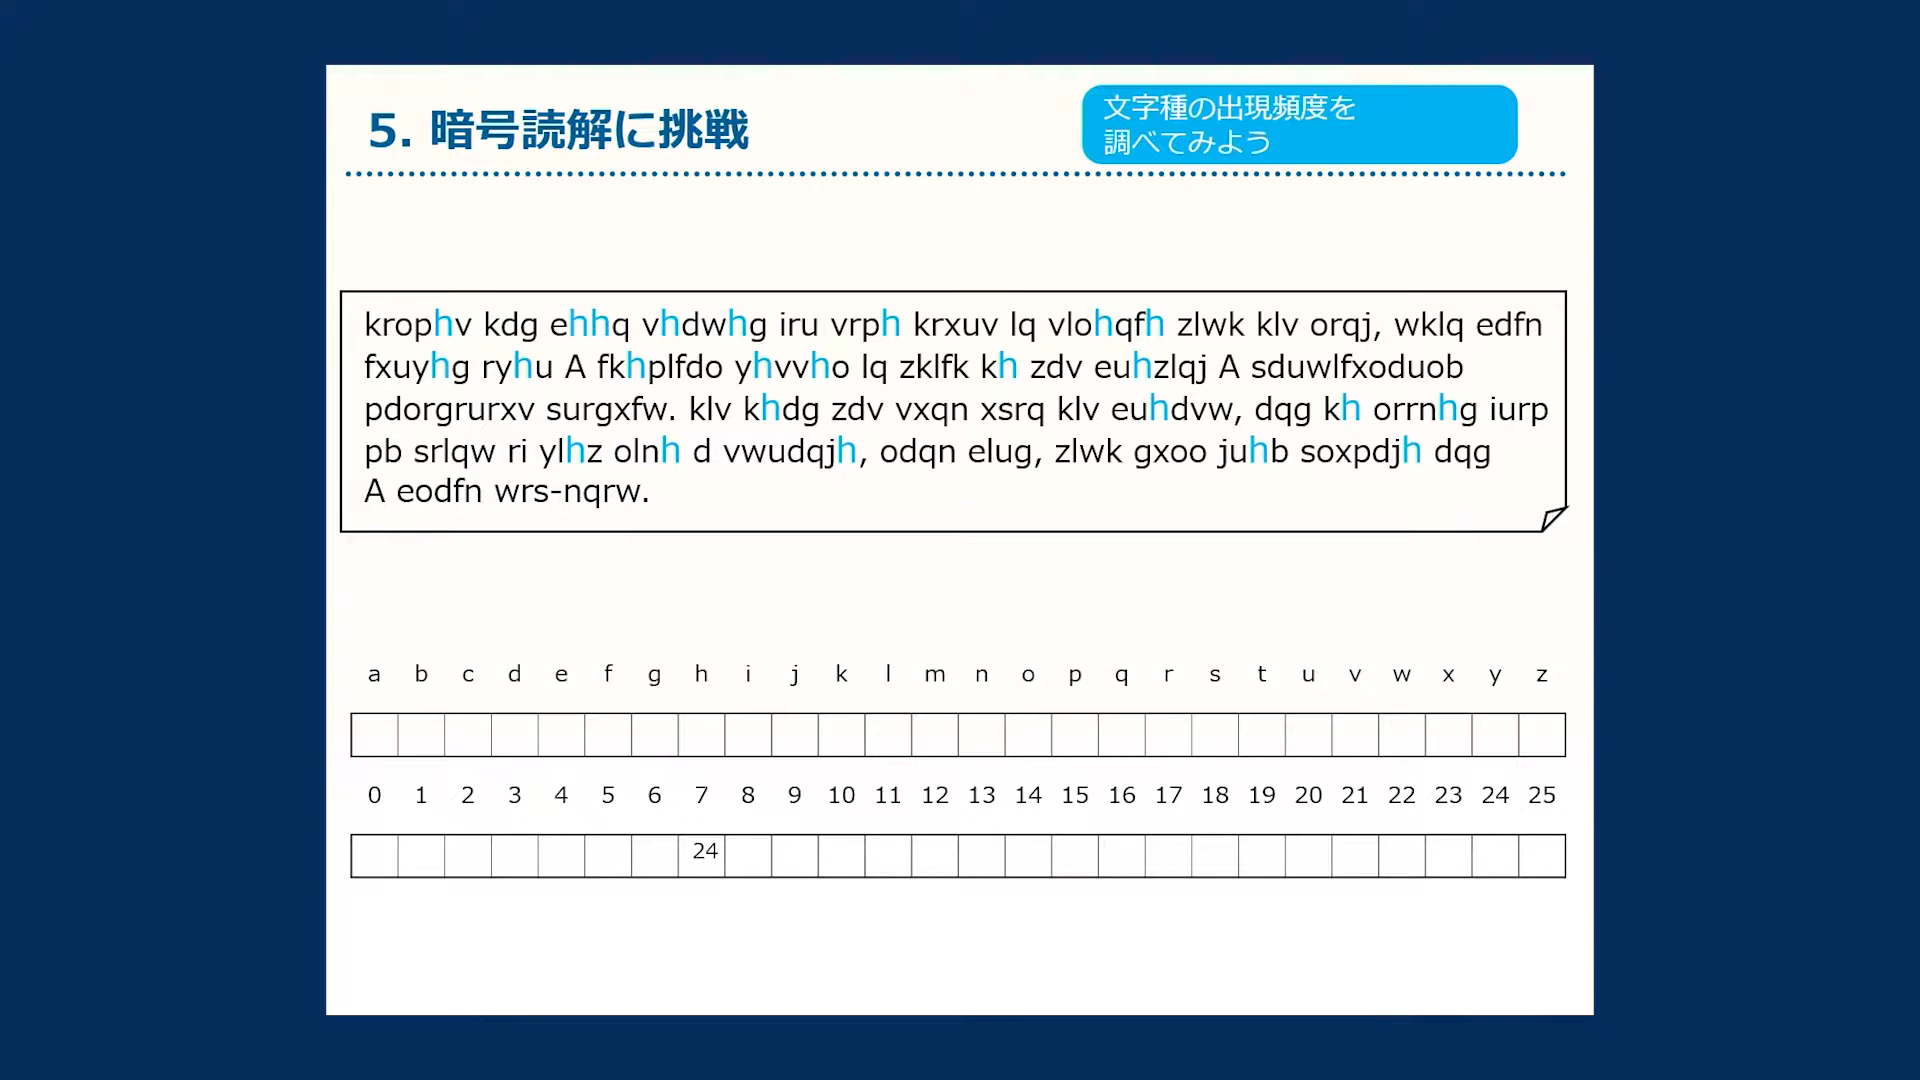 5. 暗号読解に挑戦
文字種の出現頻度を
調べてみよう
krophv kdg ehhq vhdwhg iru vrph krxuv lq vlohqfh zlwk klv orqj, wklq edfn
fxuyhg ryhu A fkhplfdo yhvvho lq zklfk kh zdv euhzlqj A sduwlfxoduob
pdorgrurxv surgxfw. klv khdg zdv vxqn xsrq klv euhdvw, dqg kh orrnhg iurp
pb srlqw ri ylhz olnh d vwudqjh, odqn elug, zlwk gxoo juhb soxpdjh dqg
A eodfn wrs-nqrw.
a b c d e f g h i j k l m n o p q r s t u v w x y z
0 1 2 3 4 5 6 7 8 9 10 11 12 13 14 15 16 17 18 19 20 21 22 23 24 25
24